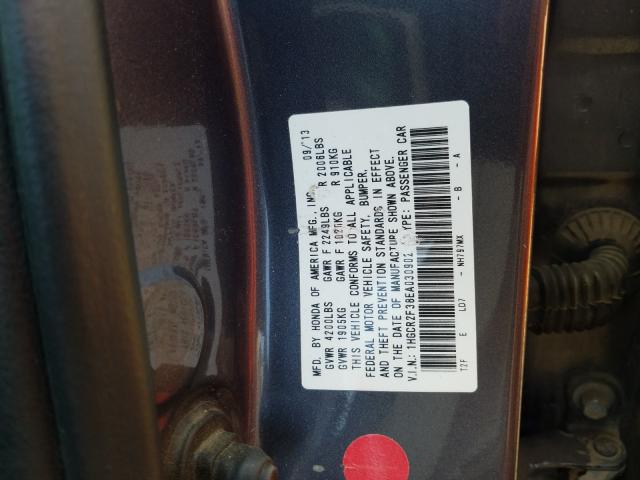 MFD. BY HONDA OF AMERICA MFG., INC. 09/13
GVWR 4200LBS GAWR F 2249LBS R 2006LBS
GVWR 1905KG GAWR F 1020KG R 910KG
THIS VEHICLE CONFORMS TO ALL APPLICABLE
FEDERAL MOTOR VEHICLE SAFETY, BUMPER,
AND THEFT PREVENTION STANDARDS IN EFFECT
ON THE DATE OF MANUFACTURE SHOWN ABOVE.
V.I.N.: 1HGCR2F38EA030902 TYPE: PASSENGER CAR
T2F E LD7 - NH797MX - B - A